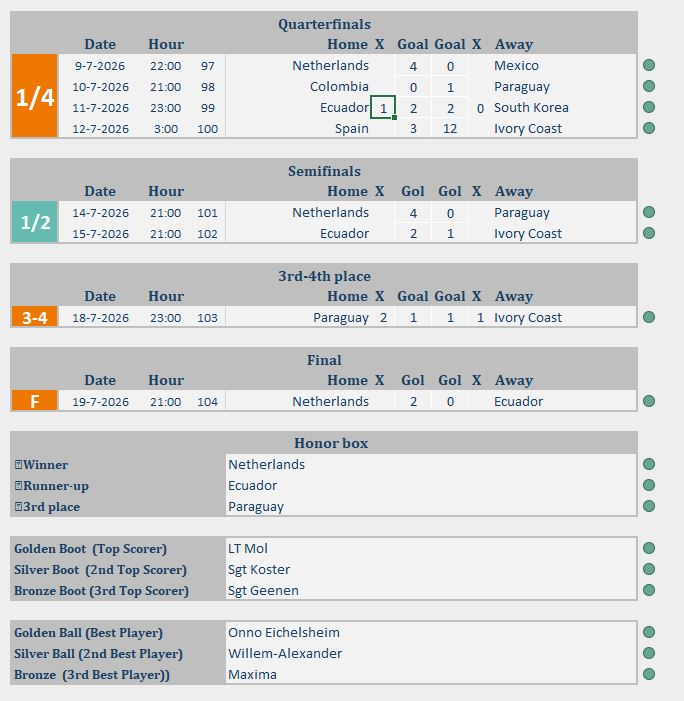 Quarterfinals
Date Hour Home X Goal Goal X Away
1/4
9-7-2026 22:00 97 Netherlands 4 0 Mexico
10-7-2026 21:00 98 Colombia 0 1 Paraguay
11-7-2026 23:00 99 Ecuador 1 2 2 0 South Korea
12-7-2026 3:00 100 Spain 3 12 Ivory Coast
Semifinals
Date Hour Home X Gol Gol X Away
1/2
14-7-2026 21:00 101 Netherlands 4 0 Paraguay
15-7-2026 21:00 102 Ecuador 2 1 Ivory Coast
3rd-4th place
Date Hour Home X Goal Goal X Away
3-4 18-7-2026 23:00 103 Paraguay 2 1 1 1 Ivory Coast
Final
Date Hour Home X Gol Gol X Away
F 19-7-2026 21:00 104 Netherlands 2 0 Ecuador
Honor box
Winner Netherlands
Runner-up Ecuador
3rd place Paraguay
Golden Boot (Top Scorer) LT Mol
Silver Boot (2nd Top Scorer) Sgt Koster
Bronze Boot (3rd Top Scorer) Sgt Geenen
Golden Ball (Best Player) Onno Eichelsheim
Silver Ball (2nd Best Player) Willem-Alexander
Bronze (3rd Best Player)) Maxima